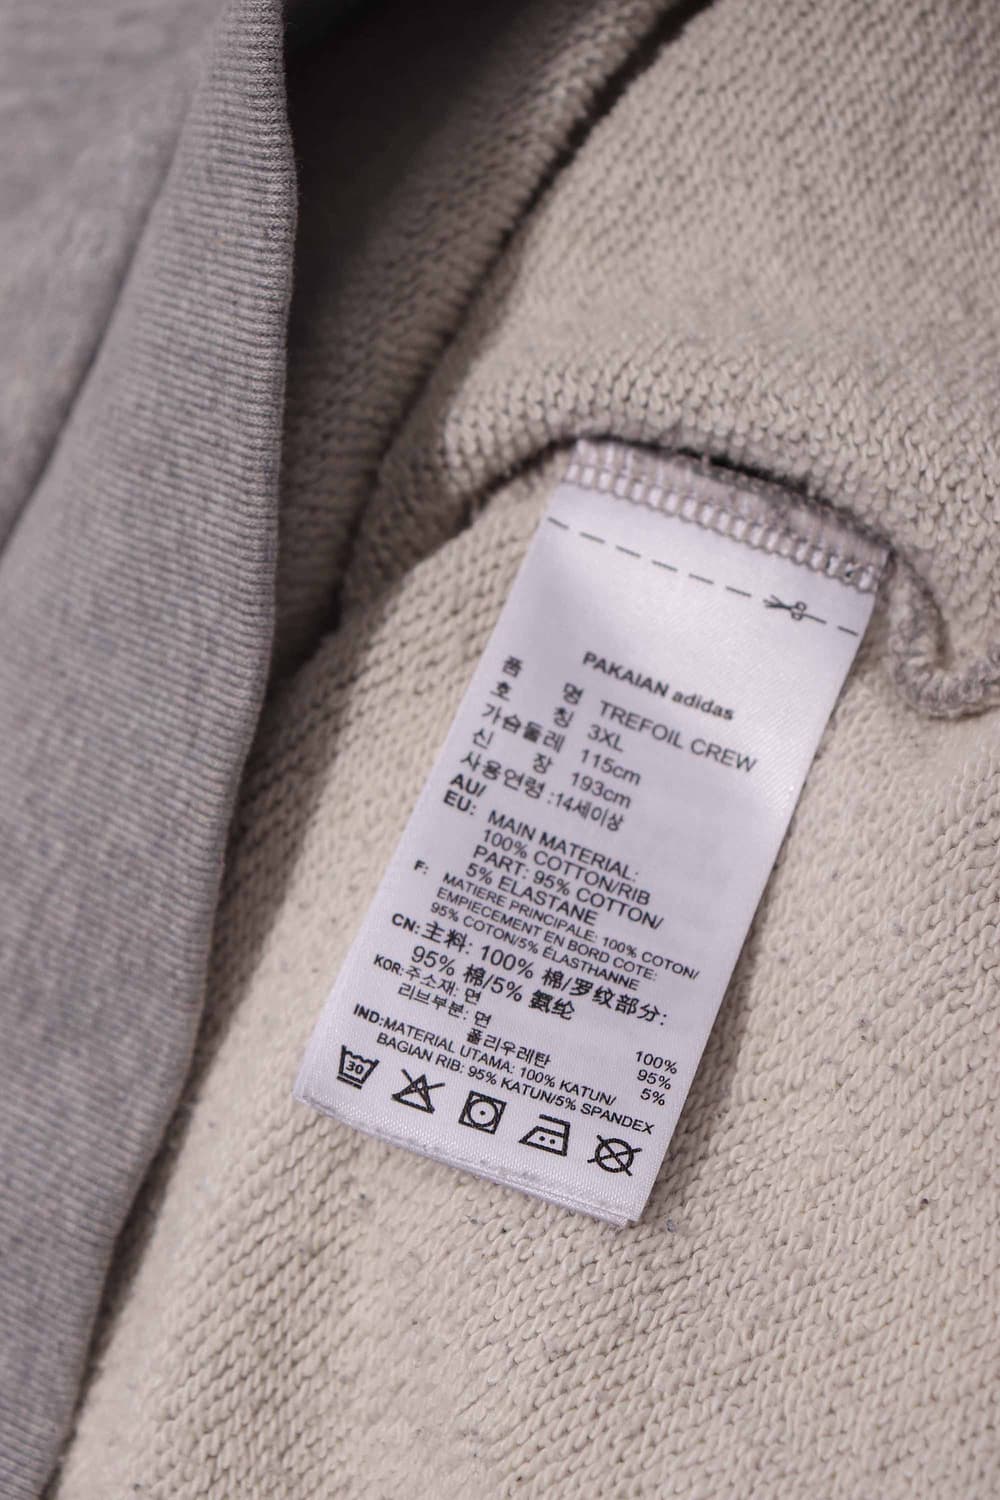 PAKAIAN adidas
품 명 TREFOIL CREW
호 칭 3XL
가슴둘레 115cm
신 장 193cm
사용연령 :14세이상
AU/
EU: MAIN MATERIAL:
100% COTTON/RIB
PART: 95% COTTON/
5% ELASTANE
F: MATIERE PRINCIPALE: 100% COTON/
EMPIECEMENT EN BORD COTE:
95% COTON/5% ÉLASTHANNE
CN: 主料: 100% 棉/罗纹部分:
95% 棉/5% 氨纶
KOR: 주소재: 면 100%
리브부분: 면 95%
폴리우레탄 5%
IND:MATERIAL UTAMA: 100% KATUN/
BAGIAN RIB: 95% KATUN/5% SPANDEX
30